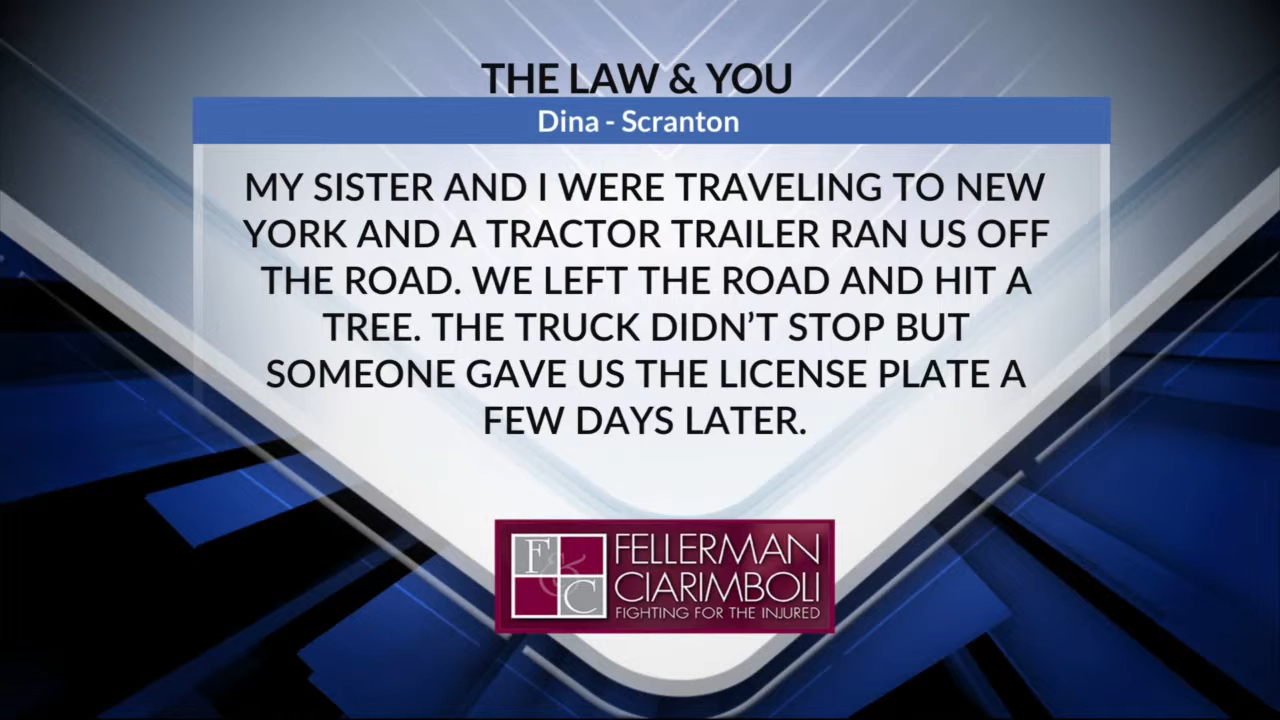 THE LAW & YOU
Dina - Scranton
MY SISTER AND I WERE TRAVELING TO NEW
YORK AND A TRACTOR TRAILER RAN US OFF
THE ROAD. WE LEFT THE ROAD AND HIT A
TREE. THE TRUCK DIDN’T STOP BUT
SOMEONE GAVE US THE LICENSE PLATE A
FEW DAYS LATER.
F&C
FELLERMAN
CIARIMBOLI
FIGHTING FOR THE INJURED